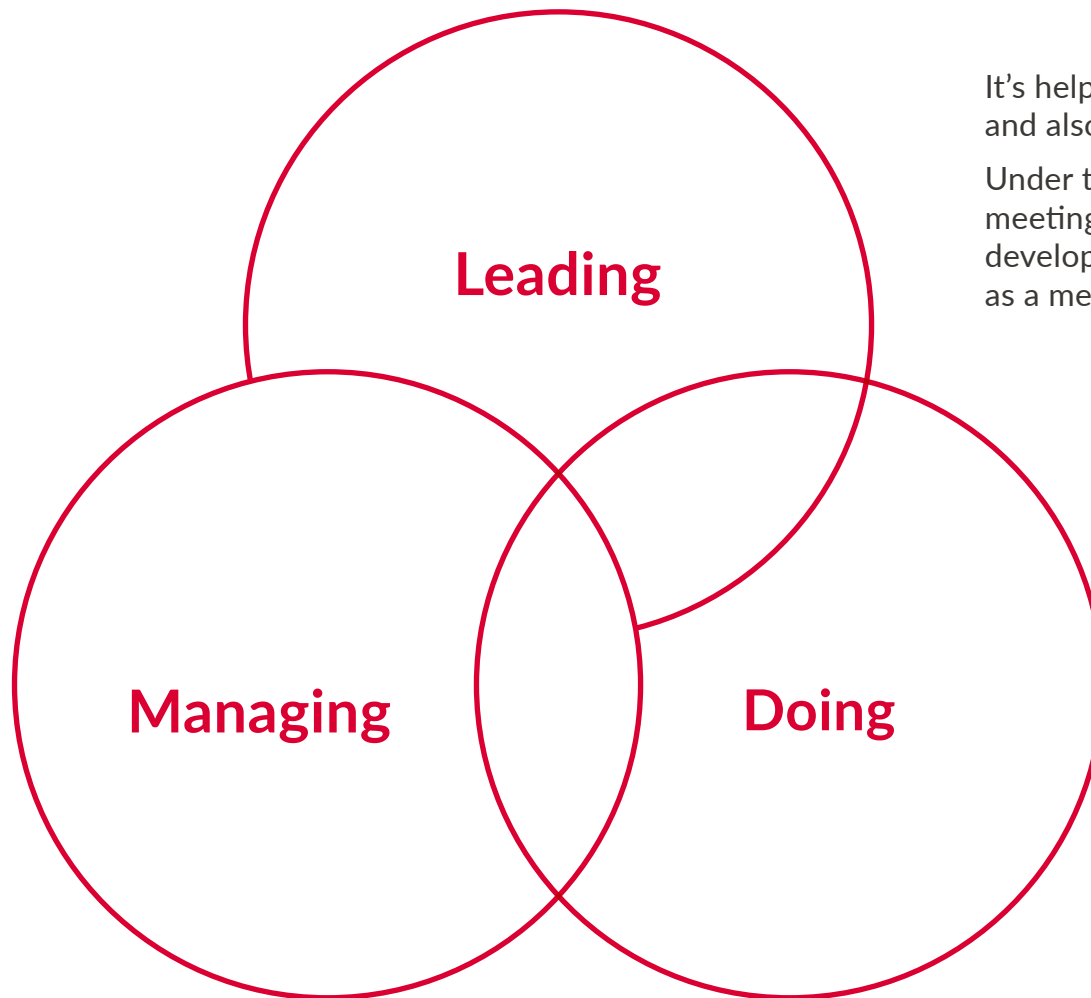 Leading
Managing
Doing
It’s help
and also
Under t
meeting
develop
as a me